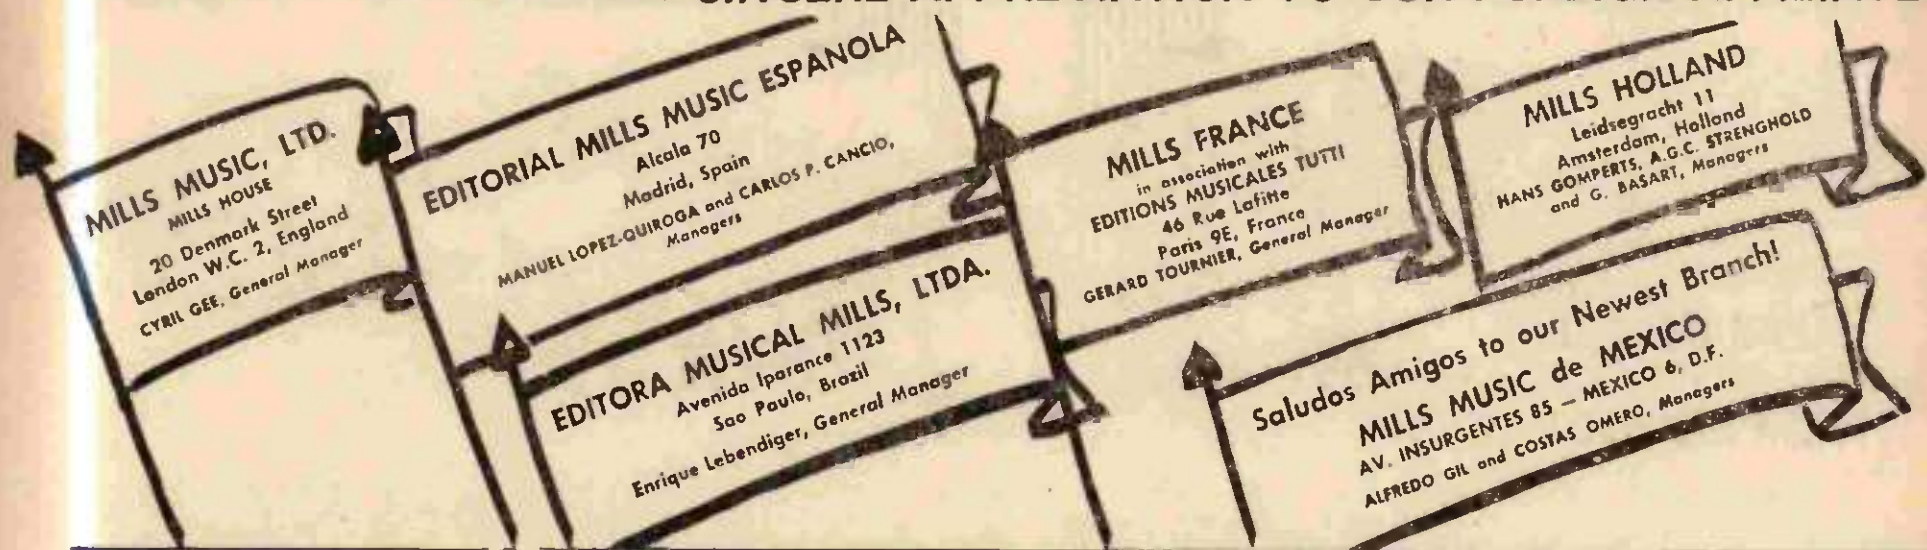 MILLS MUSIC, LTD.
MILLS HOUSE
20 Denmark Street
London W.C. 2, England
CYRIL GEE, General Manager
EDITORIAL MILLS MUSIC ESPANOLA
Alcala 70
Madrid, Spain
MANUEL LOPEZ-QUIROGA and CARLOS P. CANCIO,
Managers
EDITORA MUSICAL MILLS, LTDA.
Avenida Iparance 1123
Sao Paulo, Brazil
Enrique Lebendiger, General Manager
MILLS FRANCE
in association with
EDITIONS MUSICALES TUTTI
46 Rue Lafitte
Paris 9E, France
GERARD TOURNIER, General Manager
MILLS HOLLAND
Leidsegracht 11
Amsterdam, Holland
HANS GOMPERTS, A.G.C. STRENGHOLD
and G. BASART, Managers
Saludos Amigos to our Newest Branch!
MILLS MUSIC de MEXICO
AV. INSURGENTES 85 — MEXICO 6, D.F.
ALFREDO GIL and COSTAS OMERO, Managers